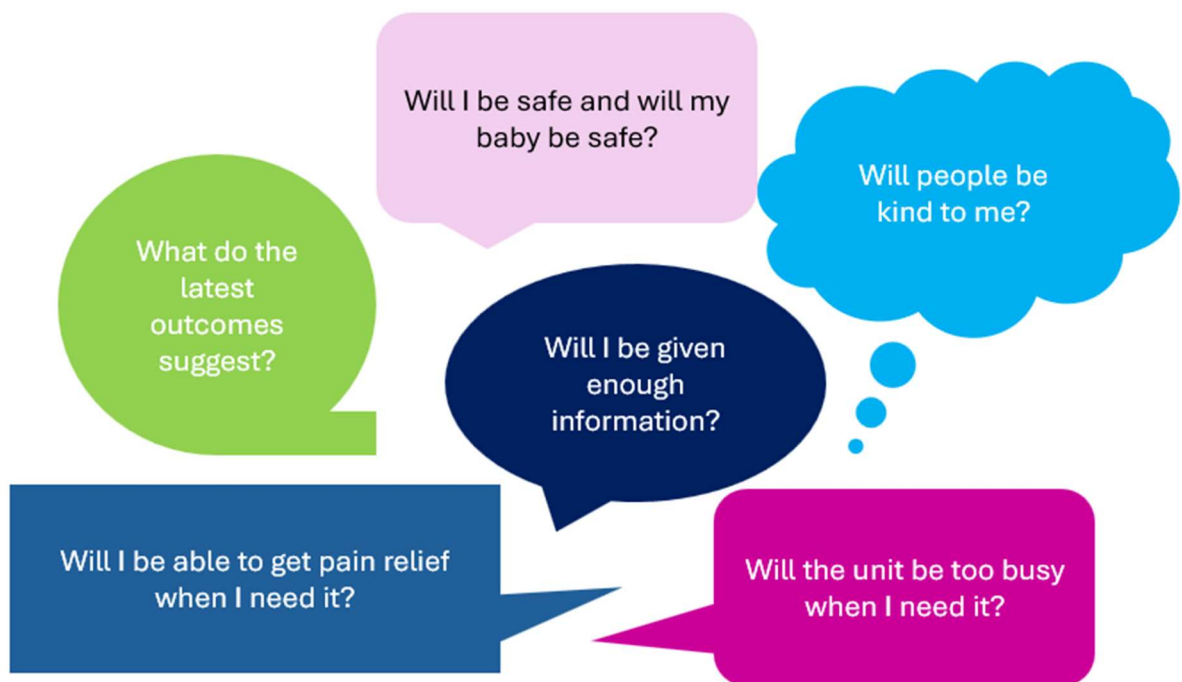 Will I be safe and will my
baby be safe?
Will people be
kind to me?
What do the
latest
outcomes
suggest?
Will I be given
enough
information?
Will I be able to get pain relief
when I need it?
Will the unit be too busy
when I need it?